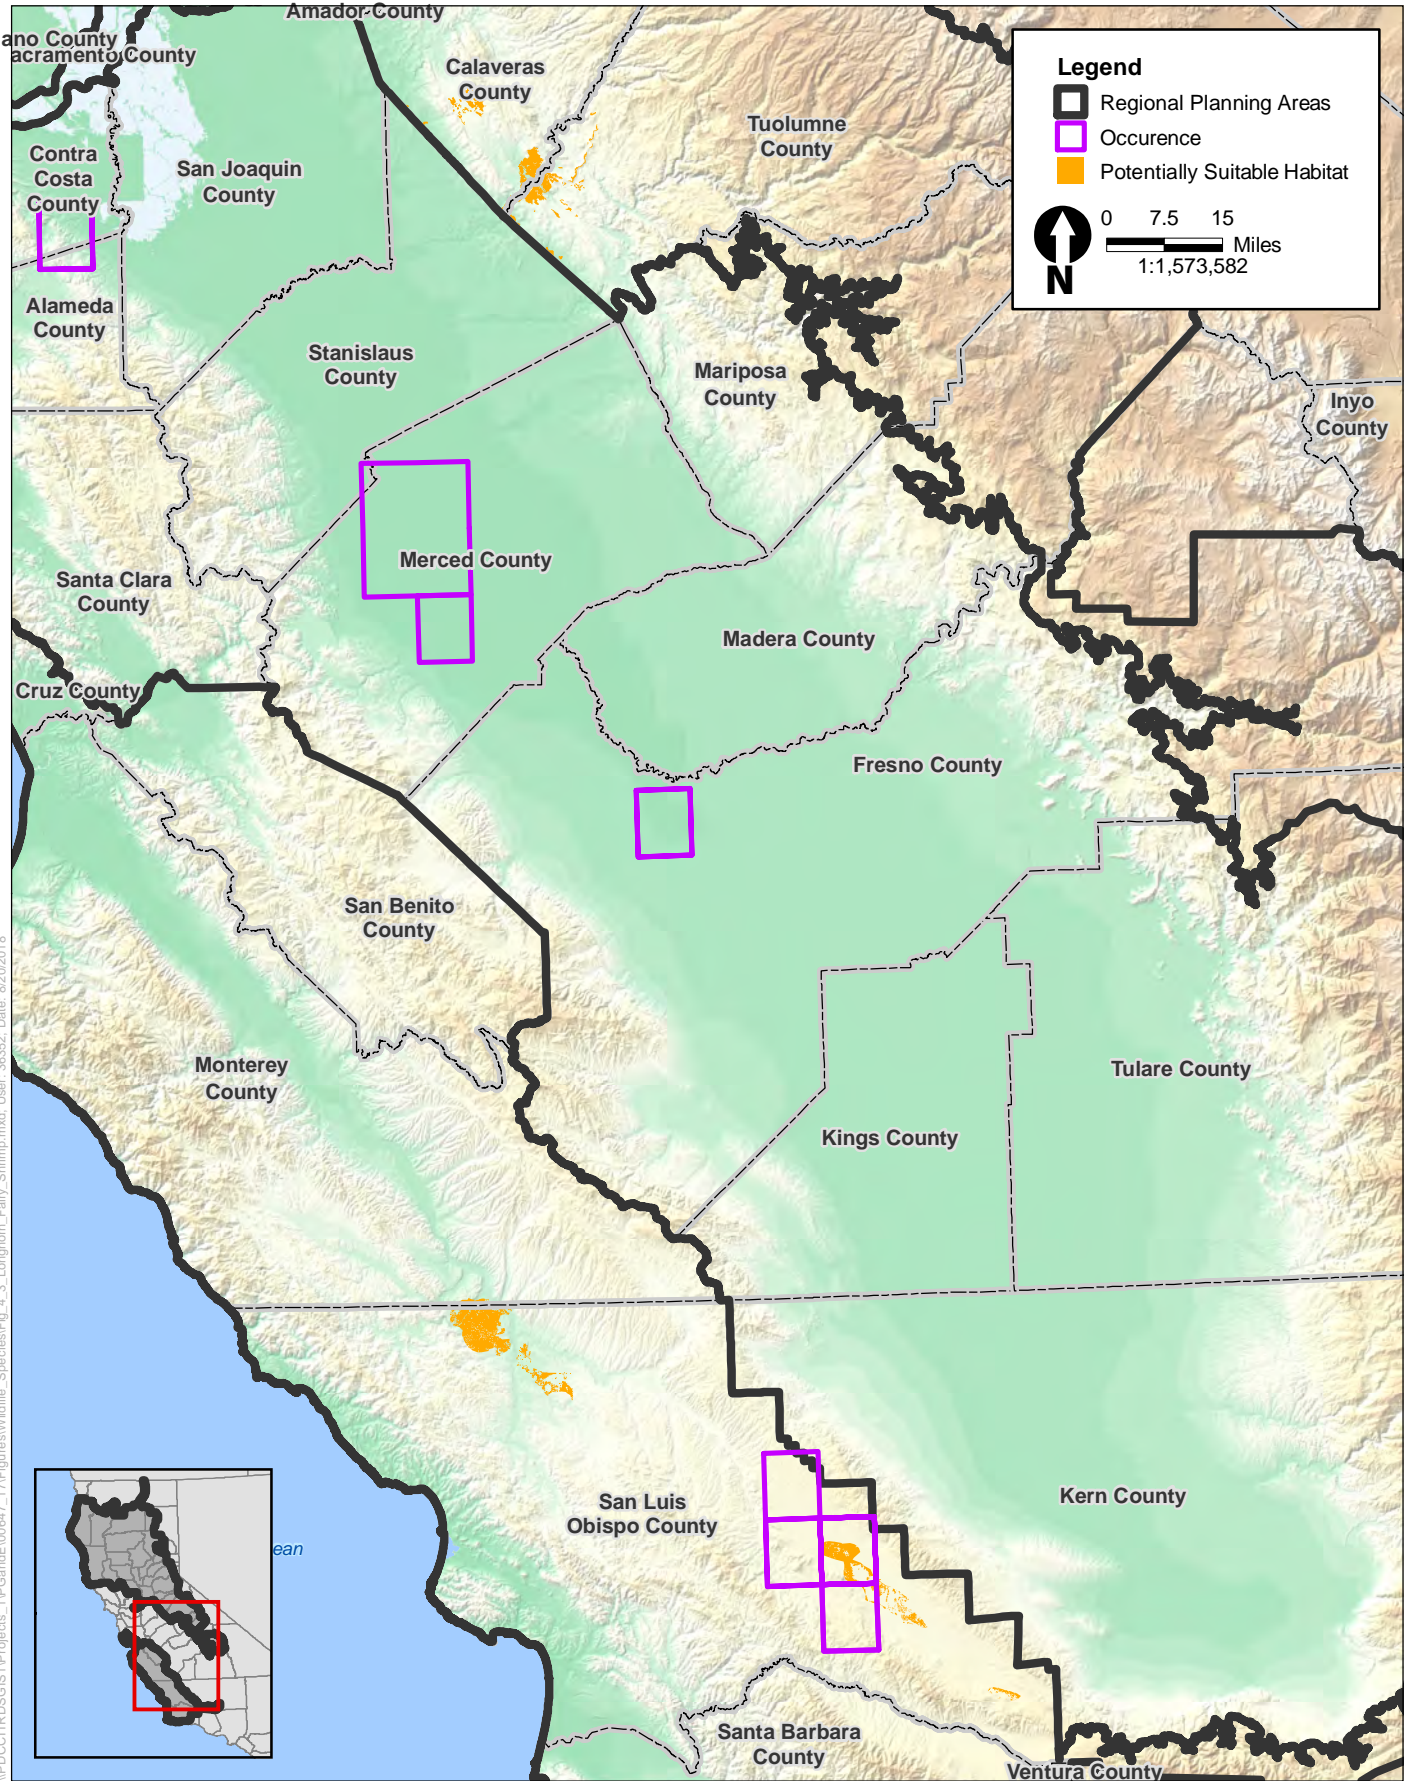 Amador County
ano County
acramento County
Calaveras
County
Tuolumne
County
Contra
Costa
County
San Joaquin
County
Alameda
County
Stanislaus
County
Mariposa
County
Inyo
County
Merced County
Santa Clara
County
Madera County
Cruz County
Fresno County
San Benito
County
Monterey
County
Tulare County
Kings County
San Luis
Obispo County
Kern County
ean
Santa Barbara
County
Ventura County
Legend
Regional Planning Areas
Occurence
Potentially Suitable Habitat
N
0 7.5 15
Miles
1:1,573,582